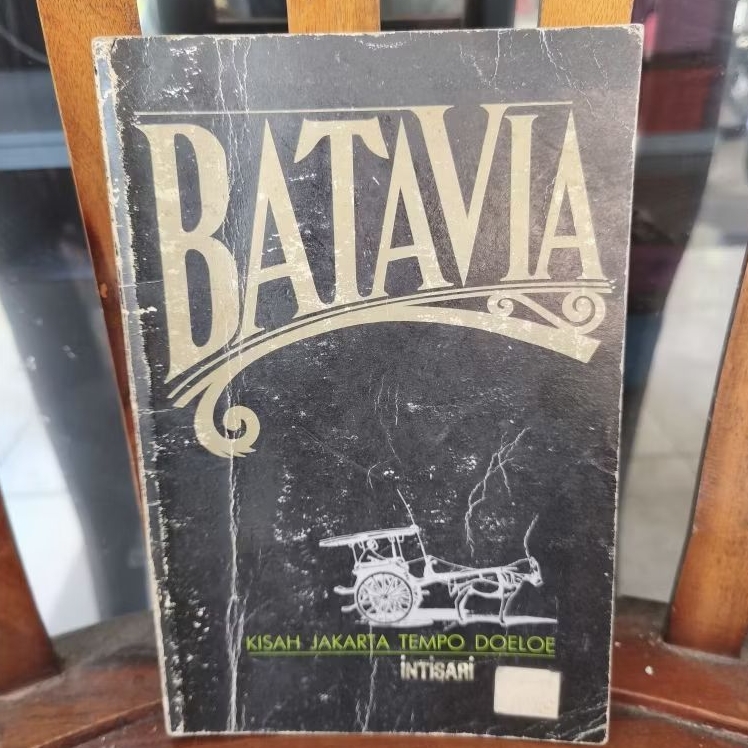 BATAVIA
KISAH JAKARTA TEMPO DOELOE
INTISARI